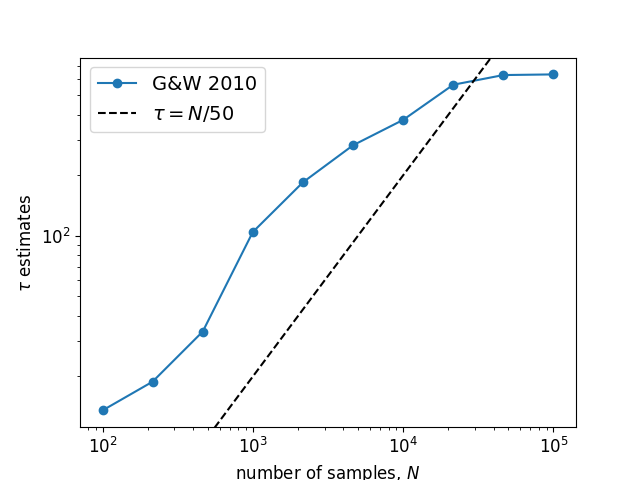 G&W 2010
τ = N/50
τ estimates
10²
10² 10³ 10⁴ 10⁵
number of samples, N